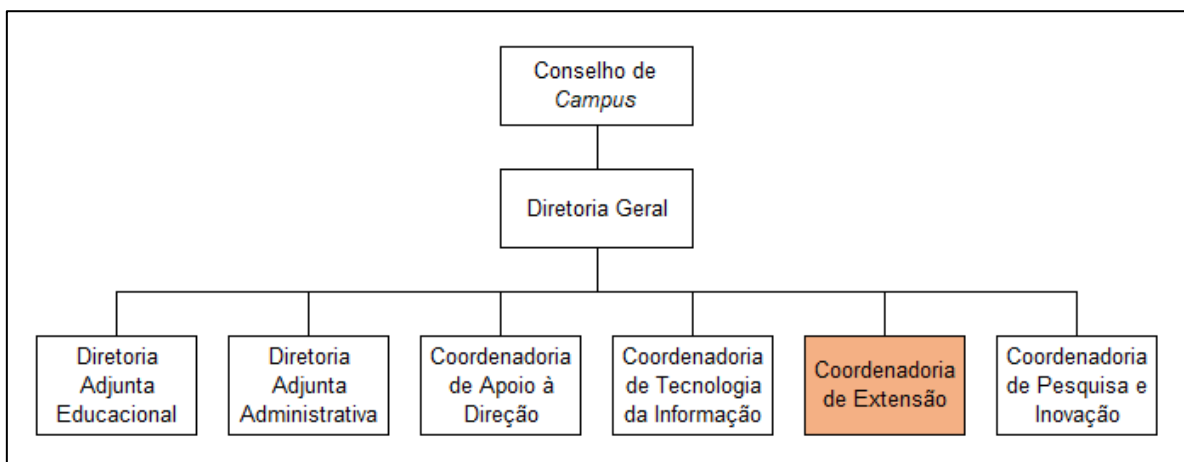 Conselho de
Campus
Diretoria Geral
Diretoria
Adjunta
Educacional
Diretoria
Adjunta
Administrativa
Coordenadoria
de Apoio à
Direção
Coordenadoria
de Tecnologia
da Informação
Coordenadoria
de Extensão
Coordenadoria
de Pesquisa e
Inovação